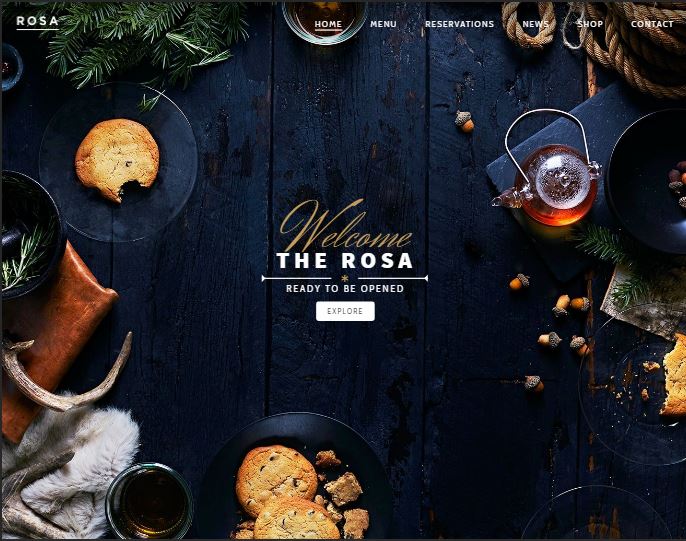 ROSA
HOME MENU RESERVATIONS NEWS SHOP CONTACT
Welcome
THE ROSA
READY TO BE OPENED
EXPLORE